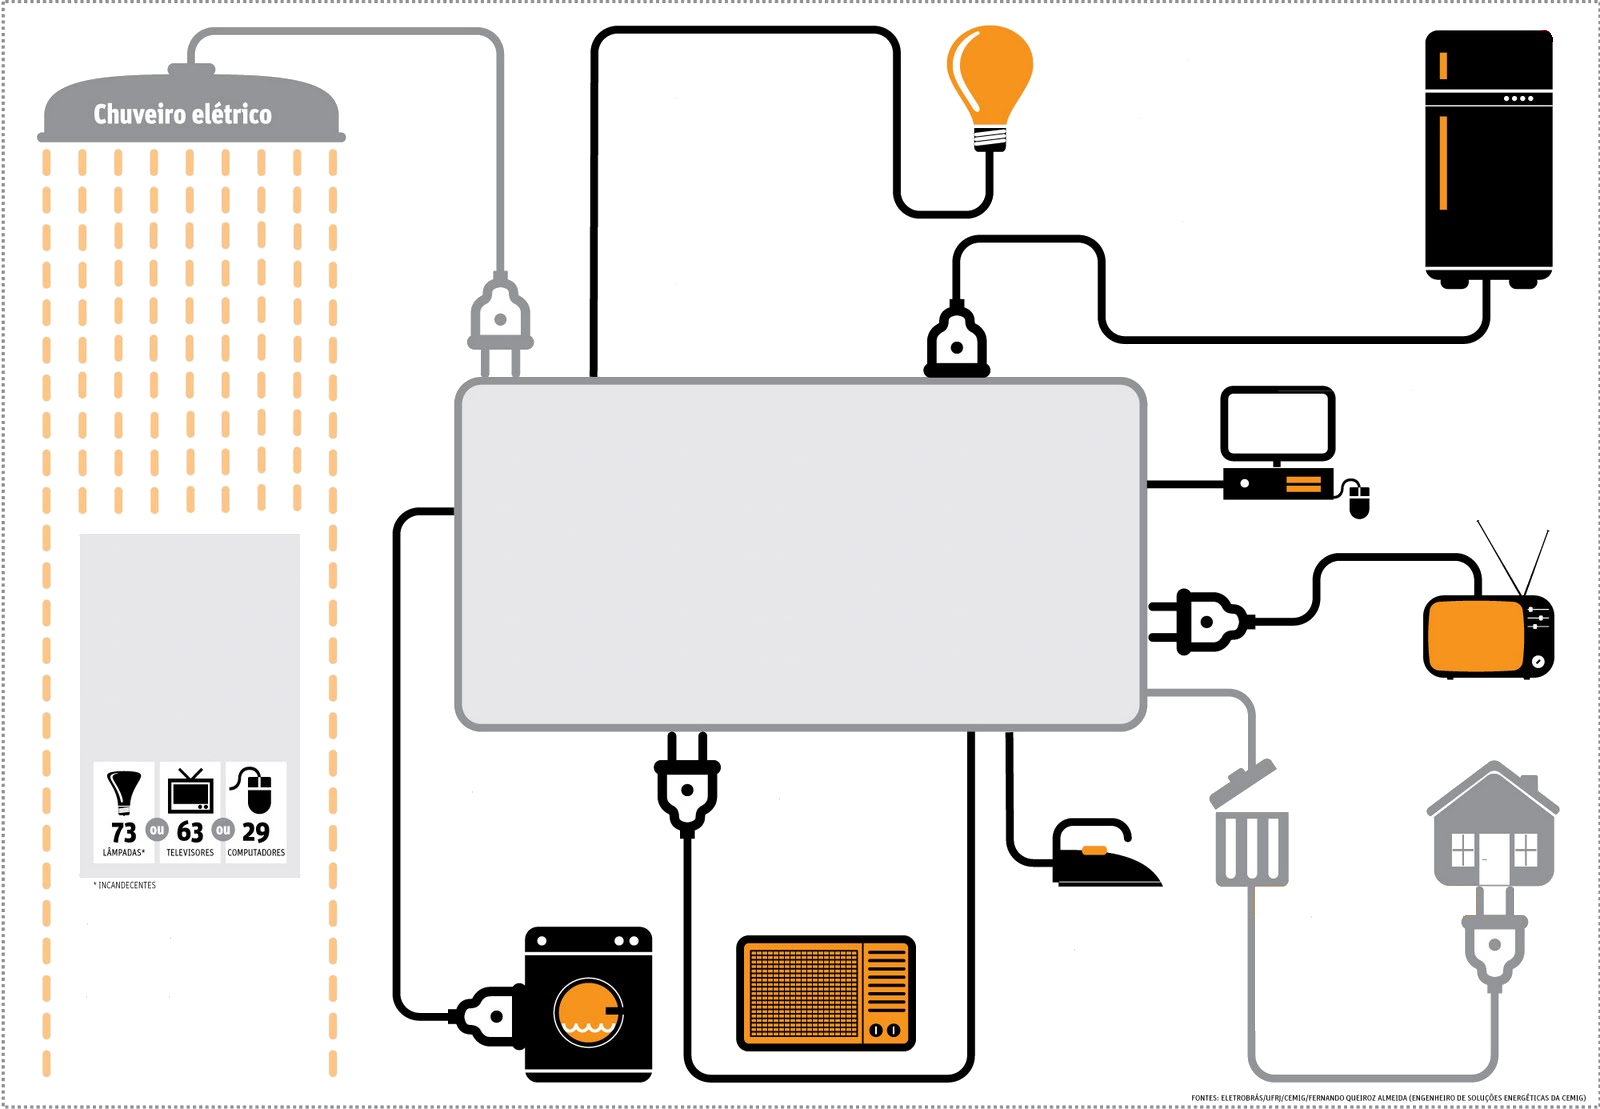 Chuveiro elétrico
73 ou 63 ou 29
LÂMPADAS* TELEVISORES COMPUTADORES
* INCANDECENTES
FONTES: ELETROBRÁS/UFRJ/CEMIG/FERNANDO QUEIROZ ALMEIDA (ENGENHEIRO DE SOLUÇÕES ENERGÉTICAS DA CEMIG)